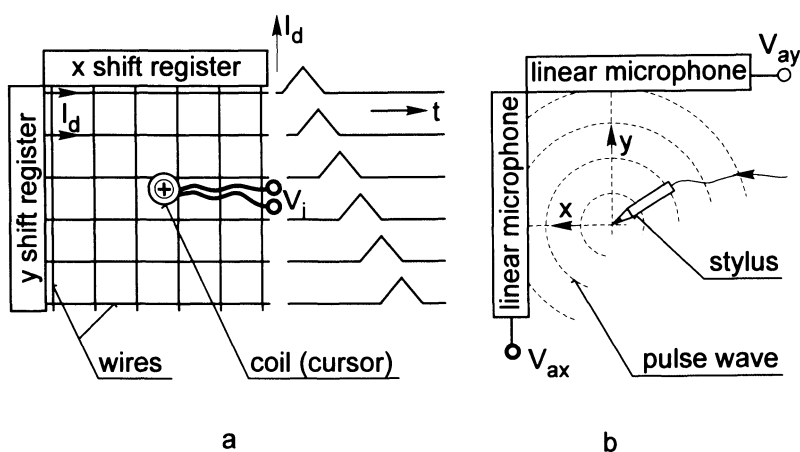 I_d
x shift register
I_d
t
y shift register
V_i
wires
coil (cursor)
a
V_ay
linear microphone
linear microphone
y
x
stylus
pulse wave
V_ax
b